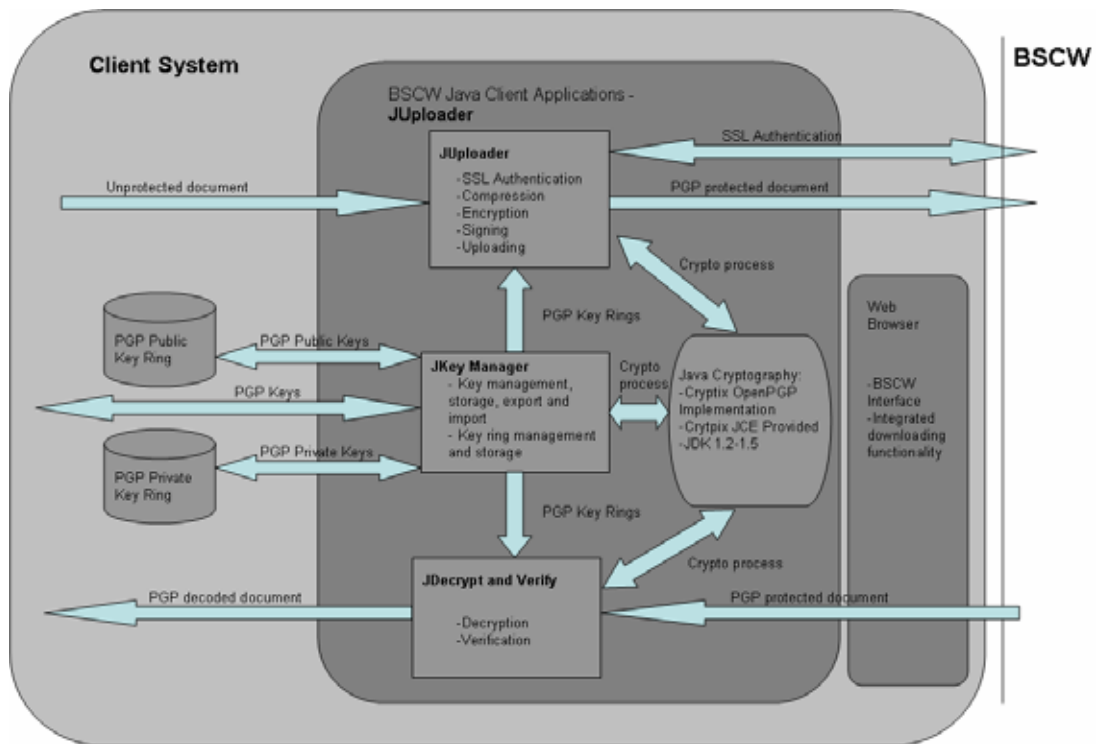 Client System
BSCW
BSCW Java Client Applications -
JUploader
JUploader
-SSL Authentication
-Compression
-Encryption
-Signing
-Uploading
SSL Authentication
Unprotected document
PGP protected document
Crypto process
PGP Key Rings
PGP Public
Key Ring
PGP Public Keys
JKey Manager
- Key management,
storage, export and
import
- Key ring management
and storage
Crypto
process
Java Cryptography:
-Cryptix OpenPGP
Implementation
-Crytpix JCE Provided
-JDK 1.2-1.5
Web
Browser
-BSCW
Interface
-Integrated
downloading
functionality
PGP Keys
PGP Private Keys
PGP Private
Key Ring
PGP Key Rings
Crypto process
JDecrypt and Verify
-Decryption
-Verification
PGP decoded document
PGP protected document